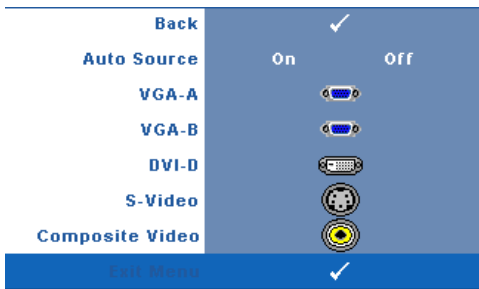 Back
Auto Source On Off
VGA-A
VGA-B
DVI-D
S-Video
Composite Video
Exit Menu